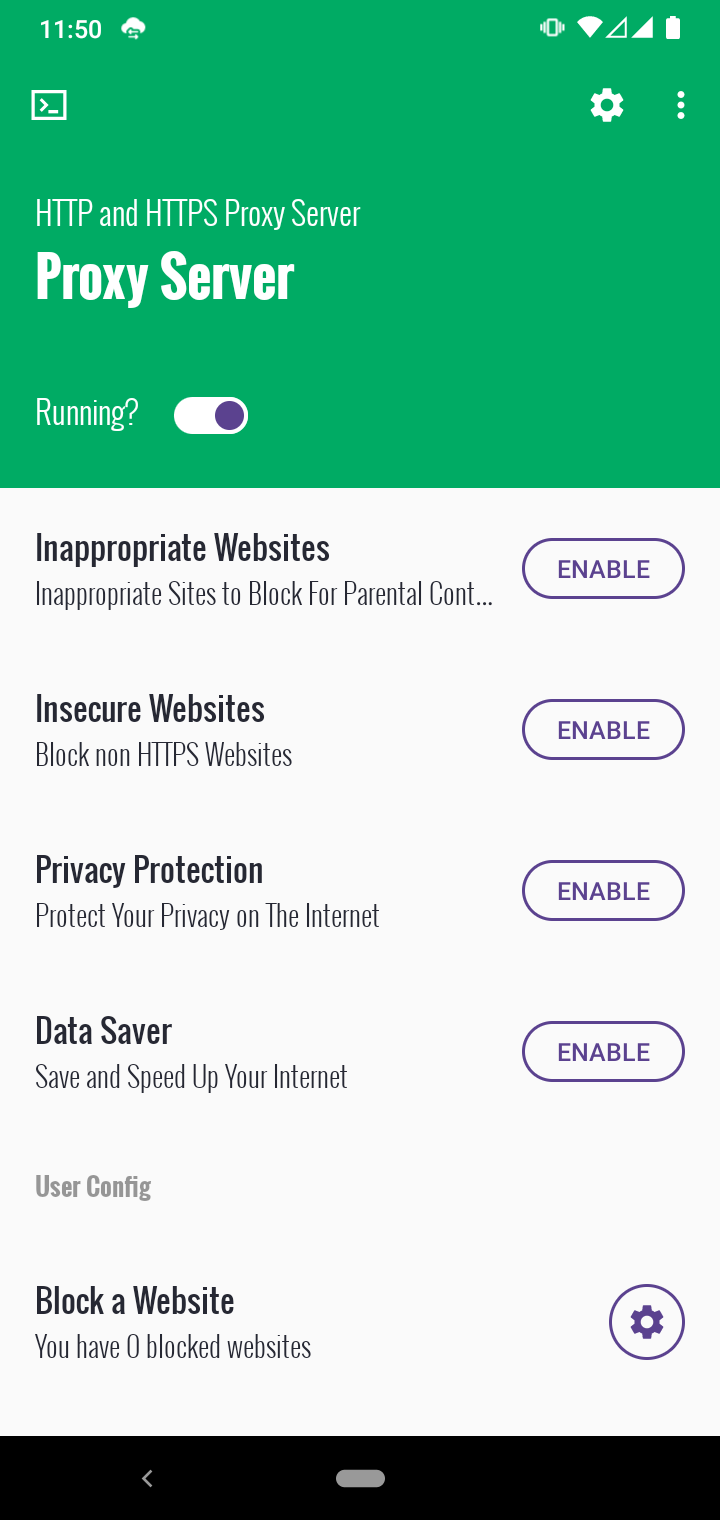 11:50
HTTP and HTTPS Proxy Server
Proxy Server
Running?
Inappropriate Websites
Inappropriate Sites to Block For Parental Cont...
ENABLE
Insecure Websites
Block non HTTPS Websites
ENABLE
Privacy Protection
Protect Your Privacy on The Internet
ENABLE
Data Saver
Save and Speed Up Your Internet
ENABLE
User Config
Block a Website
You have 0 blocked websites